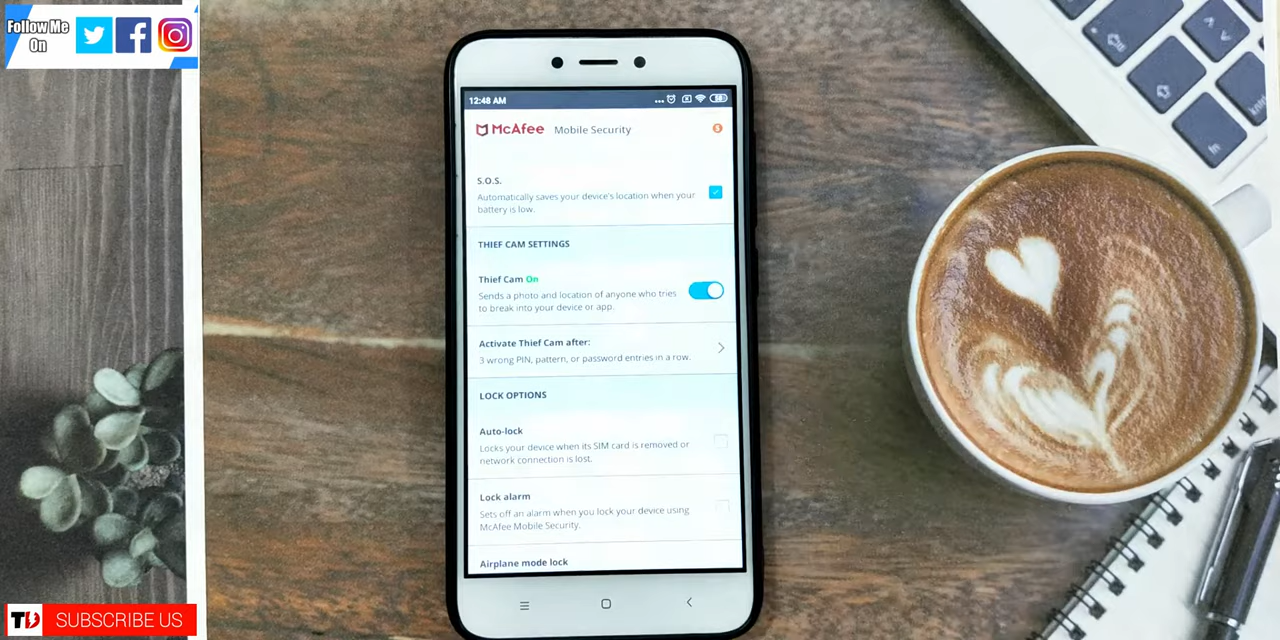 Follow Me
On
12:48 AM
McAfee Mobile Security
S.O.S.
Automatically saves your device's location when your
battery is low.
THIEF CAM SETTINGS
Thief Cam On
Sends a photo and location of anyone who tries
to break into your device or app.
Activate Thief Cam after:
3 wrong PIN, pattern, or password entries in a row.
LOCK OPTIONS
Auto-lock
Locks your device when its SIM card is removed or
network connection is lost.
Lock alarm
Sets off an alarm when you lock your device using
McAfee Mobile Security.
Airplane mode lock
fn
SUBSCRIBE US